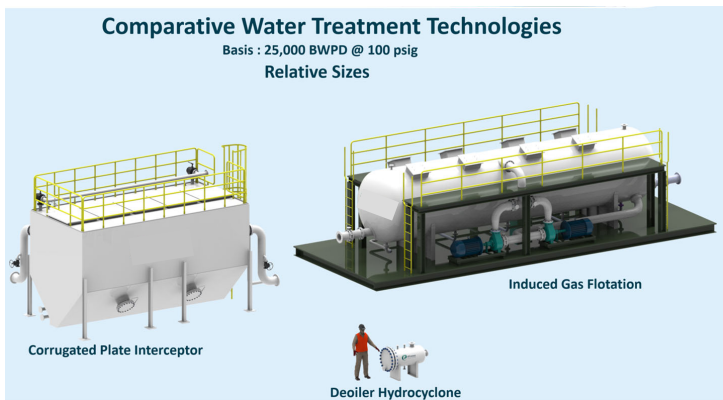 Comparative Water Treatment Technologies
Basis : 25,000 BWPD @ 100 psig
Relative Sizes
Induced Gas Flotation
Corrugated Plate Interceptor
Deoiler Hydrocyclone